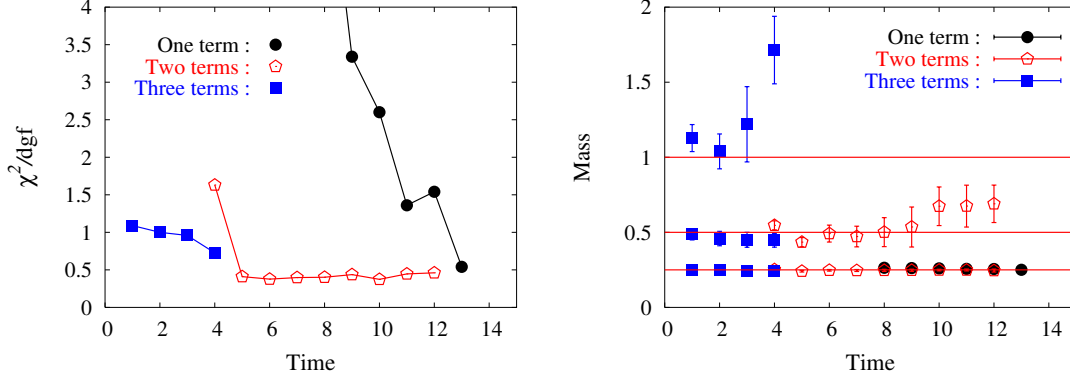 4
3.5
3
2.5
2
1.5
1
0.5
0
0 2 4 6 8 10 12 14
χ²/dgf
Time
One term :
Two terms :
Three terms :
2
1.5
1
0.5
0
0 2 4 6 8 10 12 14
Mass
Time
One term :
Two terms :
Three terms :